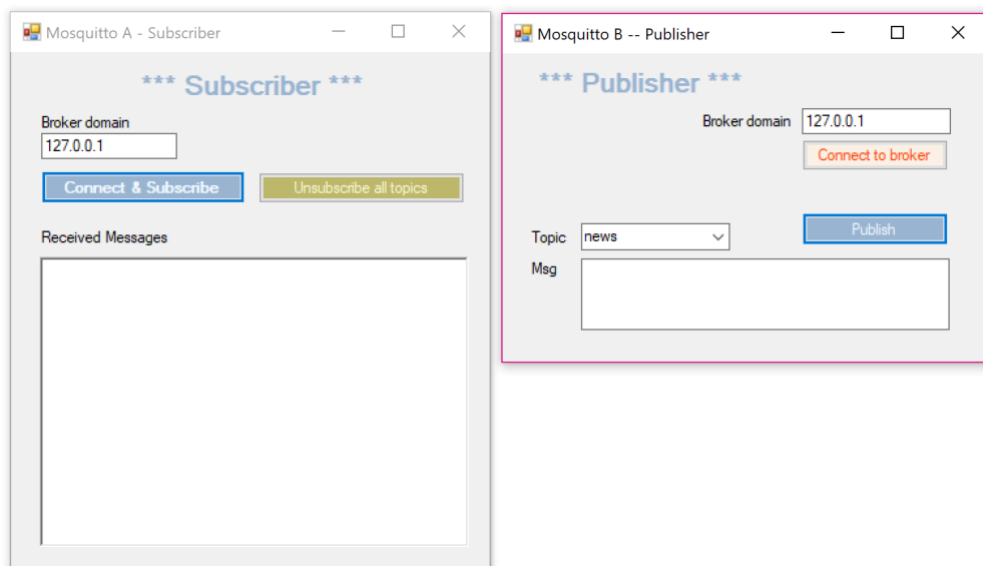 Mosquitto A - Subscriber
*** Subscriber ***
Broker domain
127.0.0.1
Connect & Subscribe
Unsubscribe all topics
Received Messages
Mosquitto B -- Publisher
*** Publisher ***
Broker domain 127.0.0.1
Connect to broker
Publish
Topic news
Msg